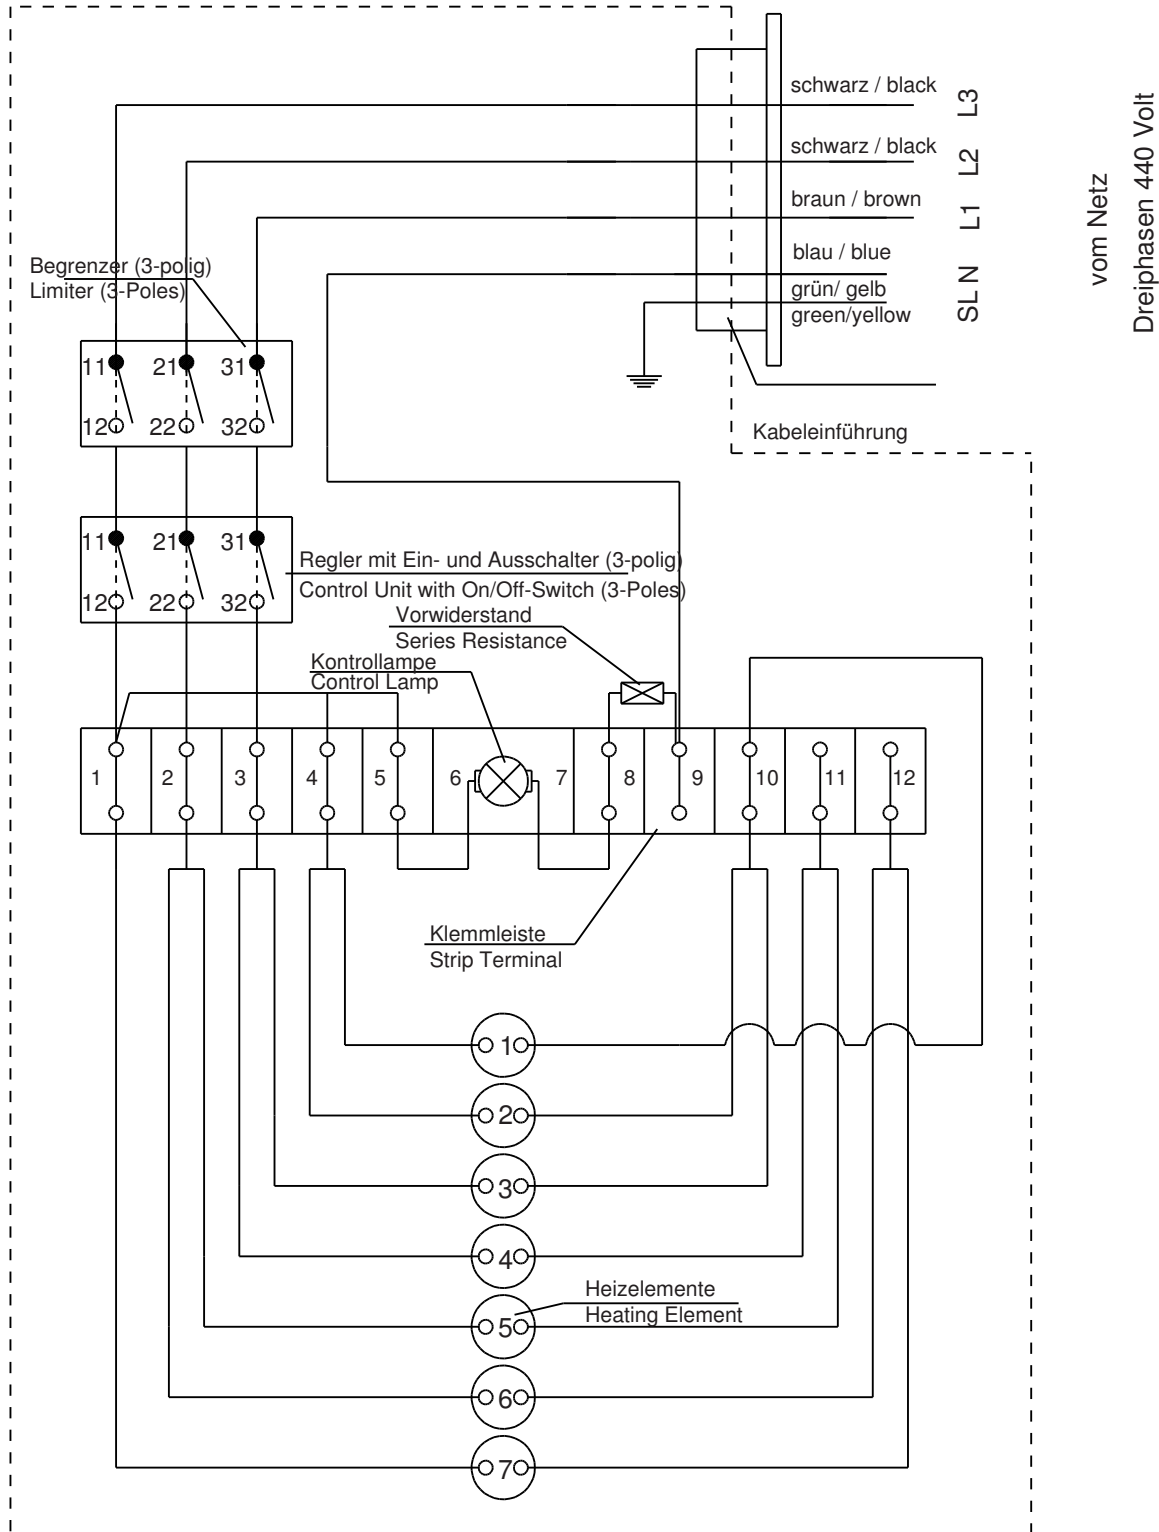 schwarz / black
L3
schwarz / black
L2
braun / brown
L1
blau / blue
N
grün/ gelb
SL
green/yellow
vom Netz
Dreiphasen 440 Volt
Begrenzer (3-polig)
Limiter (3-Poles)
11 21 31
12 22 32
Kabeleinführung
11 21 31
12 22 32
Regler mit Ein- und Ausschalter (3-polig)
Control Unit with On/Off-Switch (3-Poles)
Vorwiderstand
Series Resistance
Kontrollampe
Control Lamp
1 2 3 4 5 6 7 8 9 10 11 12
Klemmleiste
Strip Terminal
1
2
3
4
Heizelemente
Heating Element
5
6
7